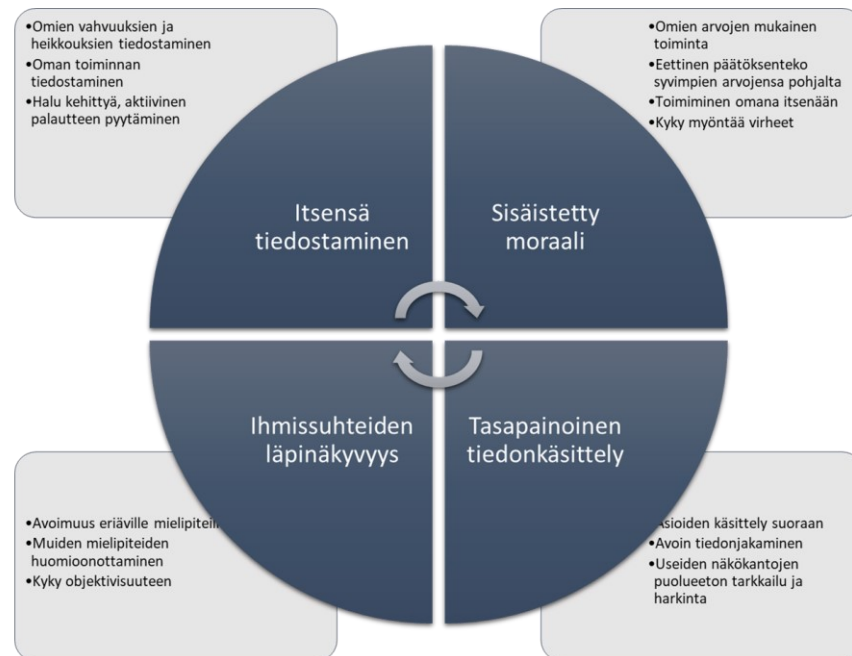 •Omien vahvuuksien ja
heikkouksien tiedostaminen
•Oman toiminnan
tiedostaminen
•Halu kehittyä, aktiivinen
palautteen pyytäminen
•Omien arvojen mukainen
toiminta
•Eettinen päätöksenteko
syvimpien arvojensa pohjalta
•Toimiminen omana itsenään
•Kyky myöntää virheet
Itsensä
tiedostaminen
Sisäistetty
moraali
Ihmissuhteiden
läpinäkyvyys
Tasapainoinen
tiedonkäsittely
•Avoimuus eriäville
•Muiden mielipiteiden
huomioonottaminen
•Kyky objektivisuuteen
Asioiden käsittely suoraan
•Avoin tiedonjakaminen
•Useiden näkökantojen
puolueeton tarkkailu ja
harkinta